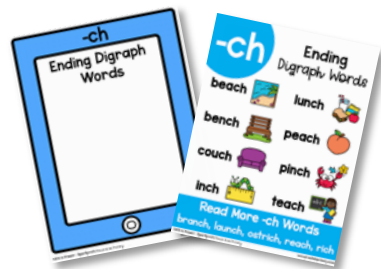 -ch
Ending Digraph
Words
-ch
Ending
Digraph Words
beach
lunch
bench
peach
couch
pinch
inch
teach
Read More -ch Words
branch, launch, ostrich, reach, rich